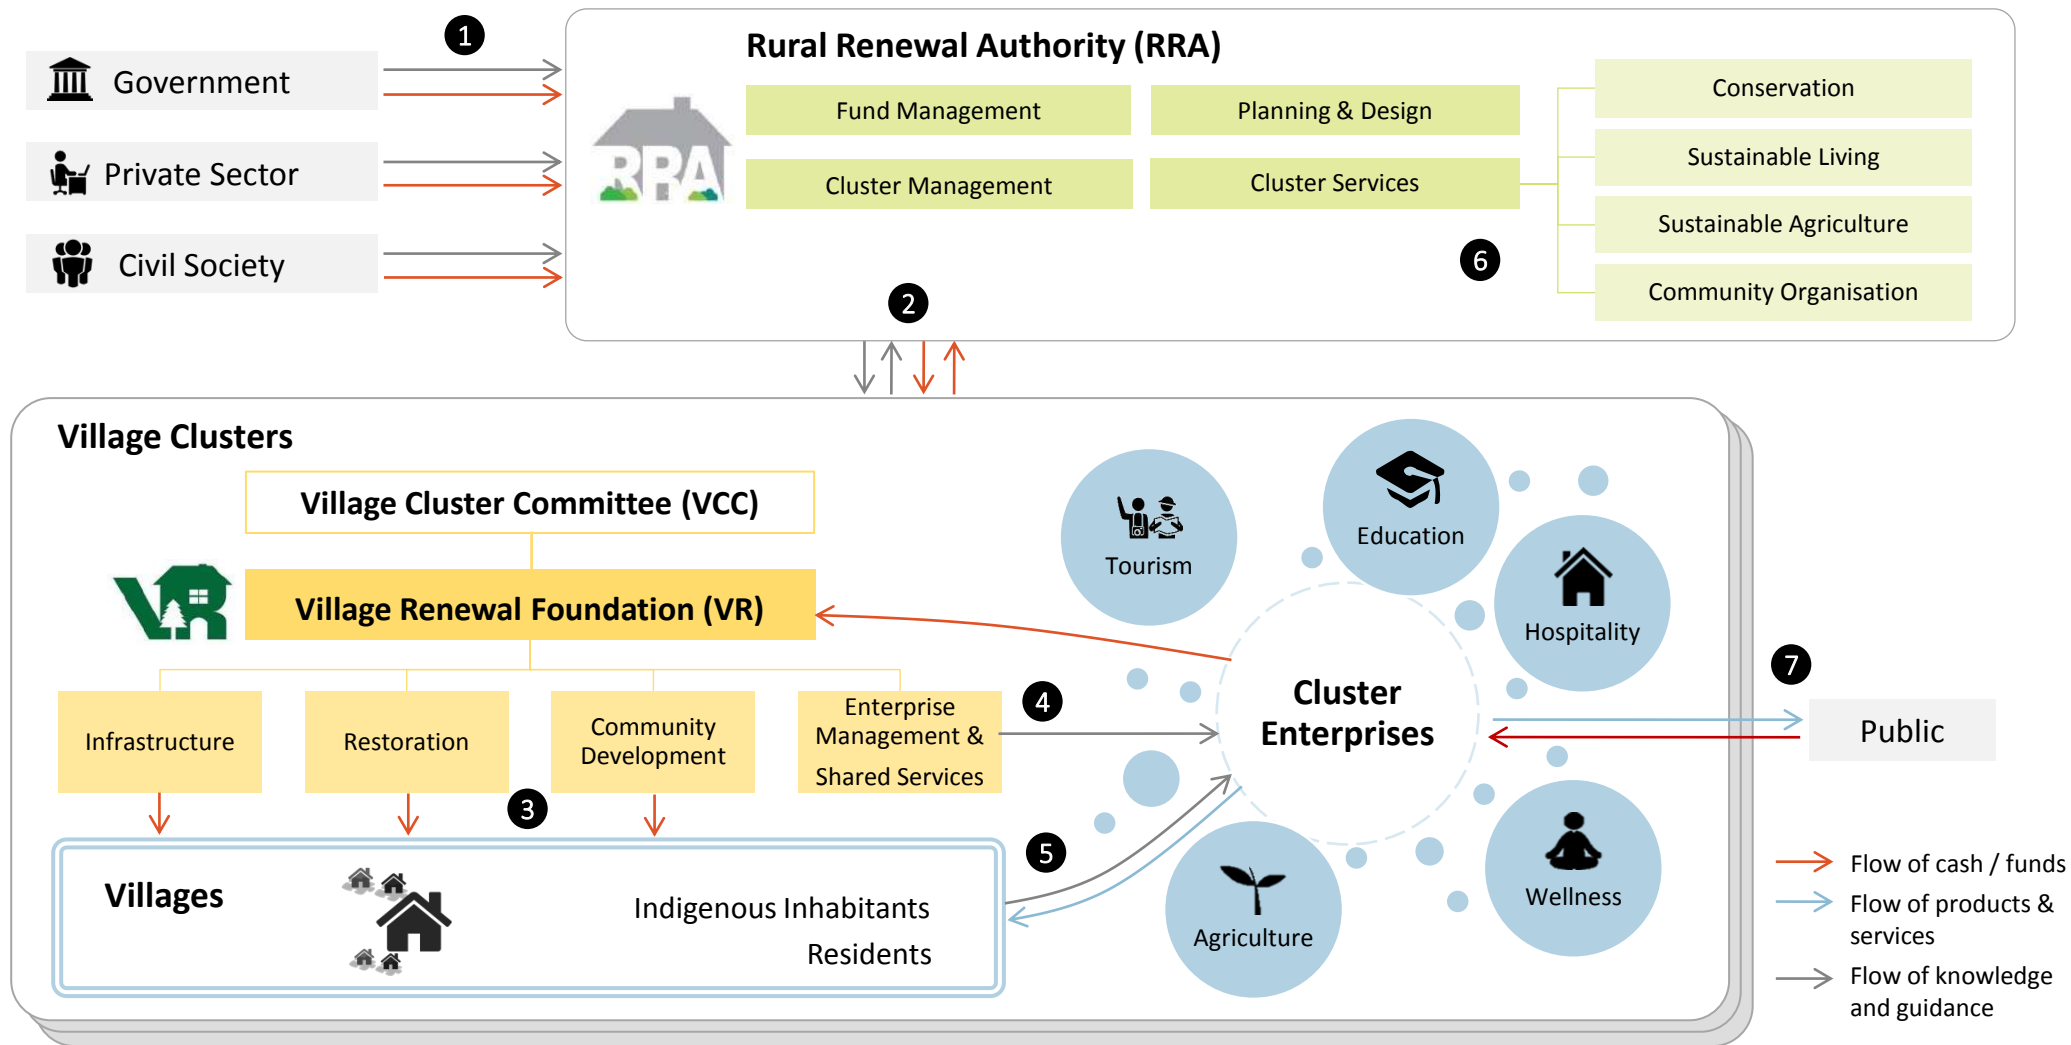 1
Government
Private Sector
Civil Society
Rural Renewal Authority (RRA)
RRA
Fund Management
Planning & Design
Cluster Management
Cluster Services
Conservation
Sustainable Living
Sustainable Agriculture
Community Organisation
6
2
Village Clusters
Village Cluster Committee (VCC)
VR
Village Renewal Foundation (VR)
Infrastructure
Restoration
Community
Development
Enterprise
Management &
Shared Services
3
4
5
Villages
Indigenous Inhabitants
Residents
Tourism
Education
Hospitality
Cluster
Enterprises
Wellness
Agriculture
7
Public
Flow of cash / funds
Flow of products &
services
Flow of knowledge
and guidance